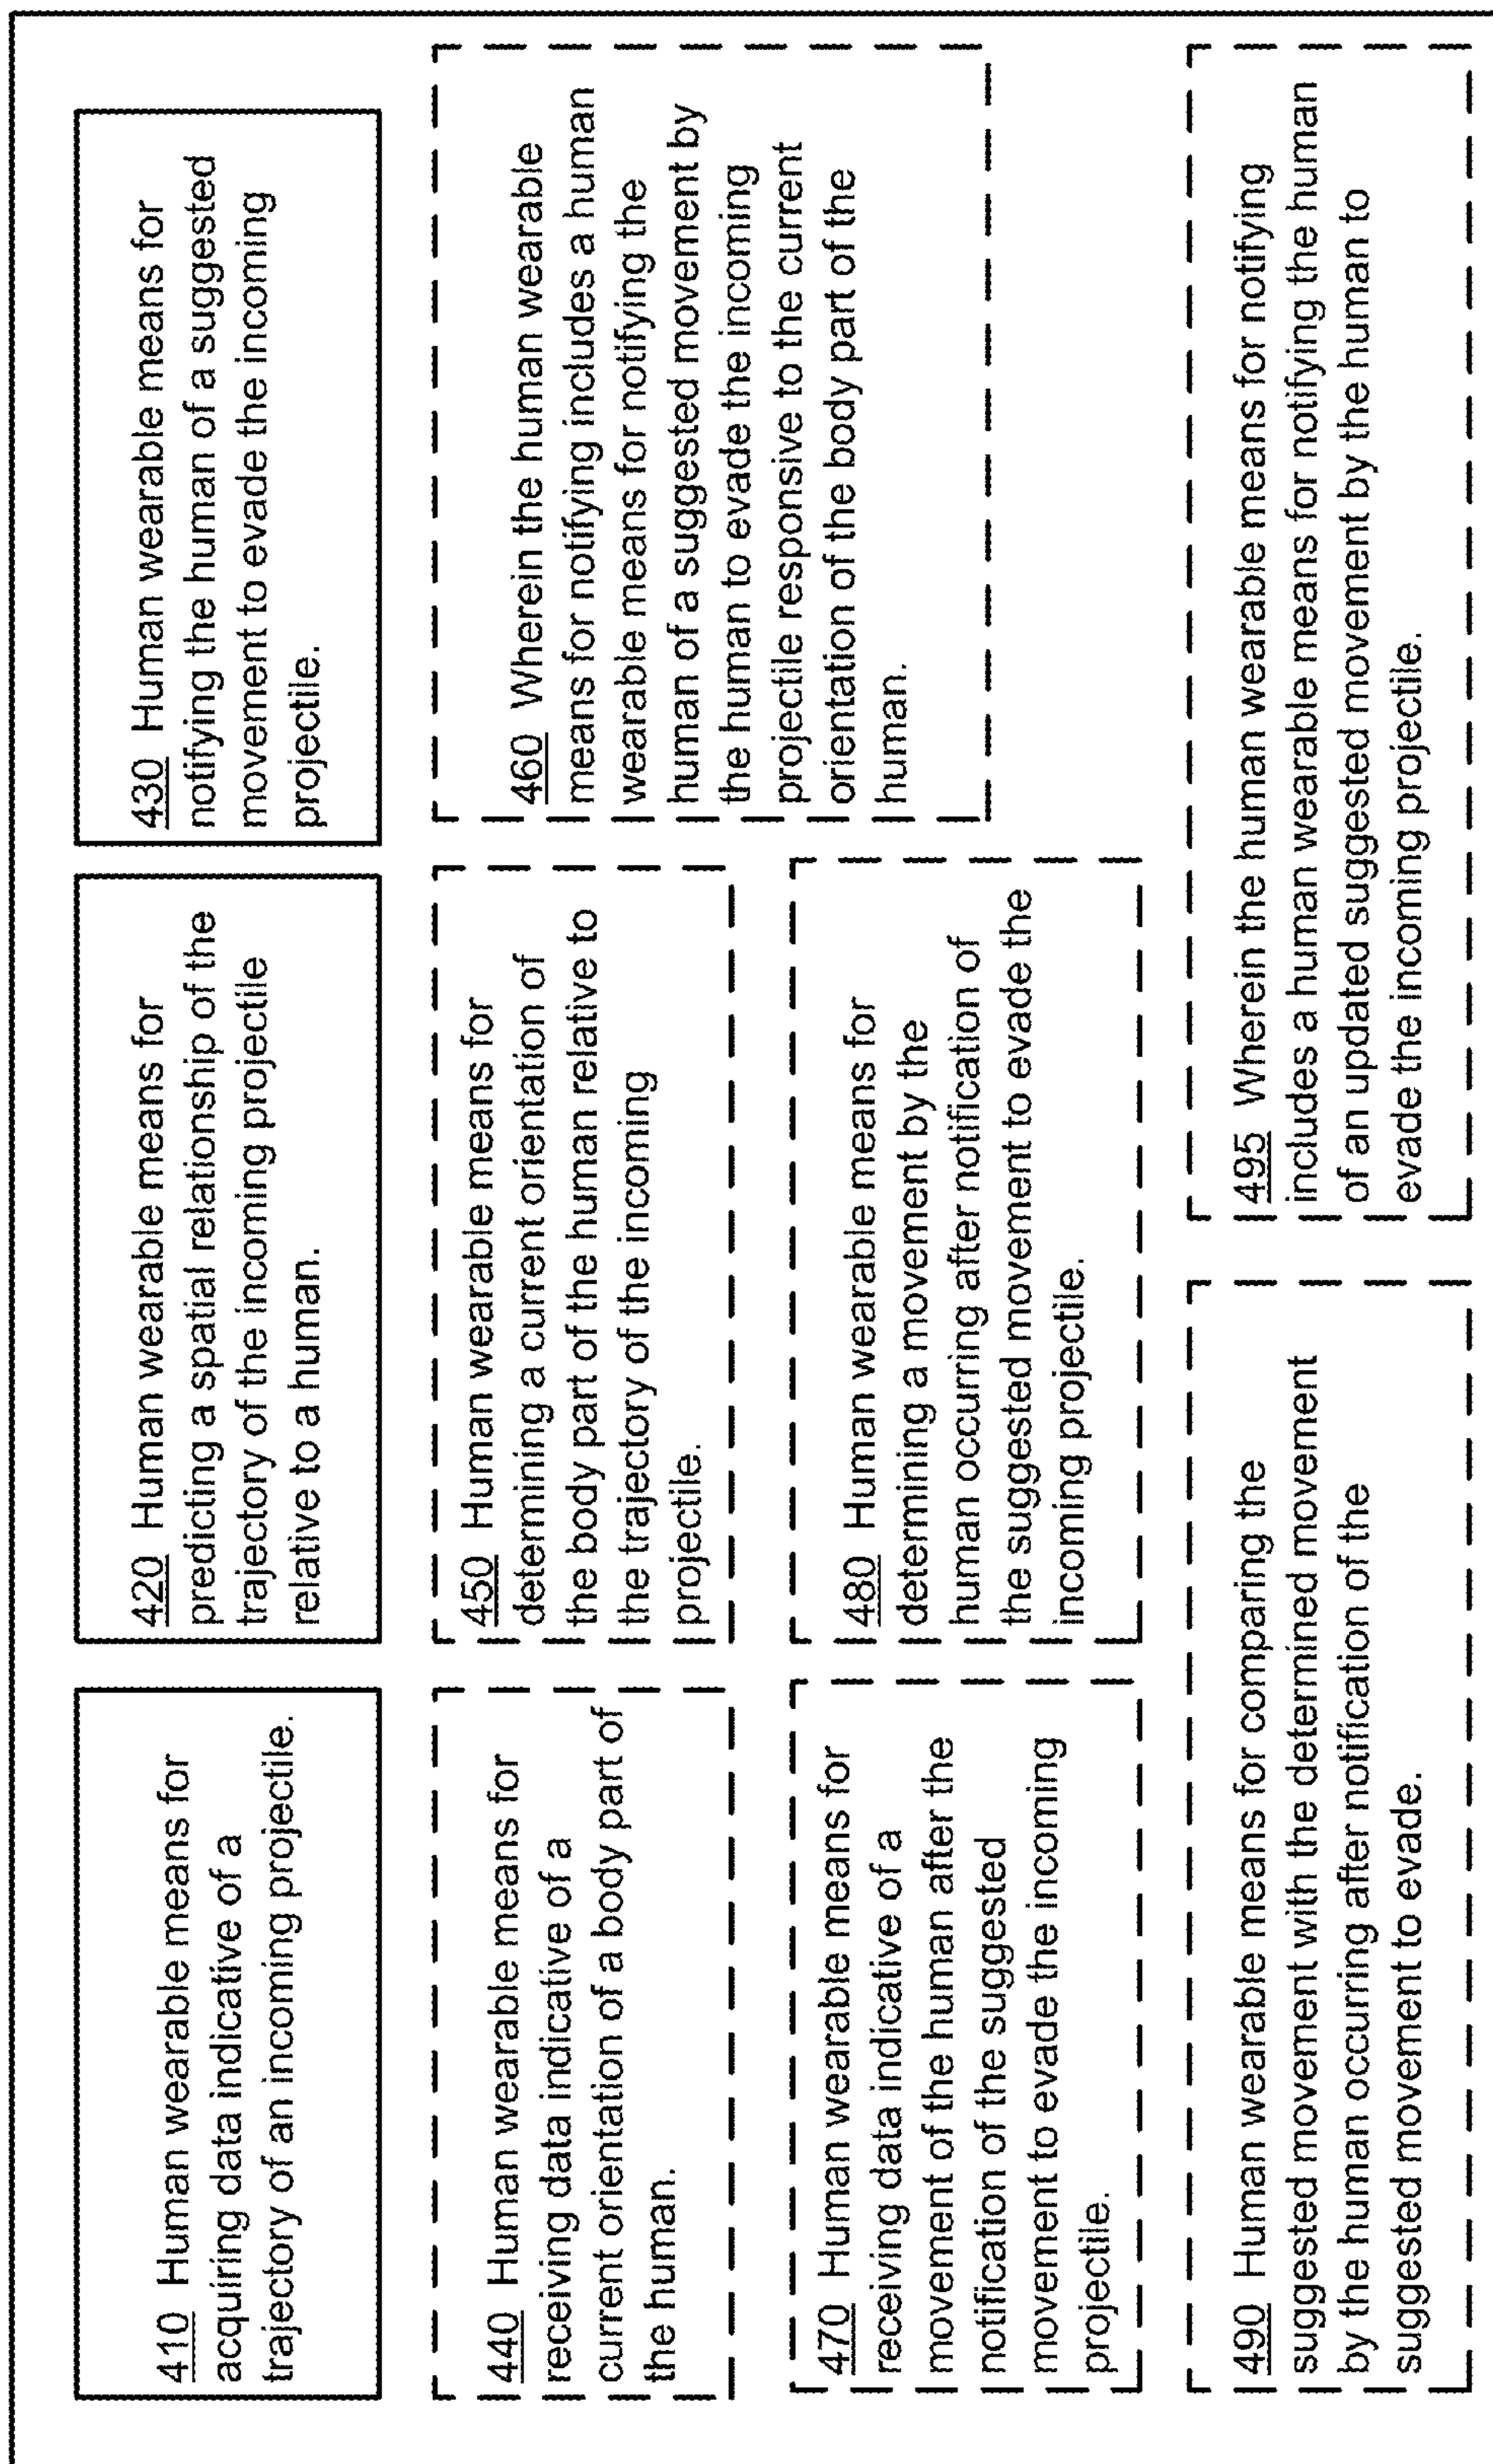 410 Human wearable means for
acquiring data indicative of a
trajectory of an incoming projectile.
420 Human wearable means for
predicting a spatial relationship of the
trajectory of the incoming projectile
relative to a human.
430 Human wearable means for
notifying the human of a suggested
movement to evade the incoming
projectile.
440 Human wearable means for
receiving data indicative of a
current orientation of a body part of
the human.
450 Human wearable means for
determining a current orientation of
the body part of the human relative to
the trajectory of the incoming
projectile.
460 Wherein the human wearable
means for notifying includes a human
wearable means for notifying the
human of a suggested movement by
the human to evade the incoming
projectile responsive to the current
orientation of the body part of the
human.
470 Human wearable means for
receiving data indicative of a
movement of the human after the
notification of the suggested
movement to evade the incoming
projectile.
480 Human wearable means for
determining a movement by the
human occurring after notification of
the suggested movement to evade the
incoming projectile.
490 Human wearable means for comparing the
suggested movement with the determined movement
by the human occurring after notification of the
suggested movement to evade.
495 Wherein the human wearable means for notifying
includes a human wearable means for notifying the human
of an updated suggested movement by the human to
evade the incoming projectile.